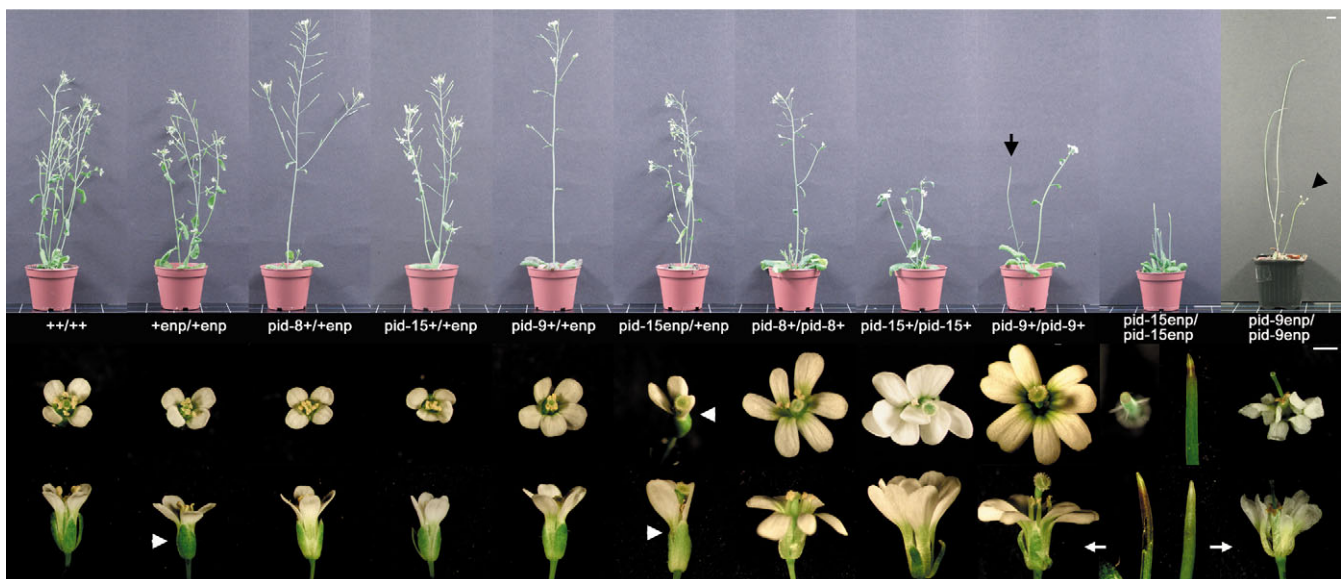 ++/++
+enp/+enp
pid-8+/+enp
pid-15+/+enp
pid-9+/+enp
pid-15enp/+enp
pid-8+/pid-8+
pid-15+/pid-15+
pid-9+/pid-9+
pid-15enp/
pid-15enp
pid-9enp/
pid-9enp